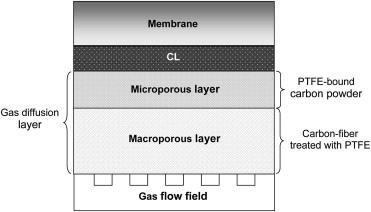 Membrane
CL
Microporous layer
PTFE-bound
carbon powder
Gas diffusion
layer
Macroporous layer
Carbon-fiber
treated with PTFE
Gas flow field